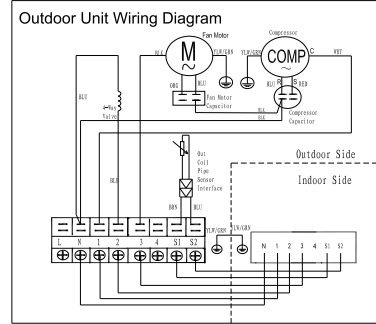 Outdoor Unit Wiring Diagram
Fan Motor
Compressor
BLK
M
YLW/GRN
YLW/GRN
COMP
C
WHT
ORG
BLU
BLU
R
S
RED
Fan Motor
Capacitor
BLU
4-Way
Valve
BLK
BLK
Compressor
Capacitor
Out
Coil
Pipe
Sensor
Interface
Outdoor Side
Indoor Side
BLK
BRN
BLU
YLW/GRN
YLW/GRN
L N 1 2 3 4 S1 S2
N 1 2 3 4 S1 S2